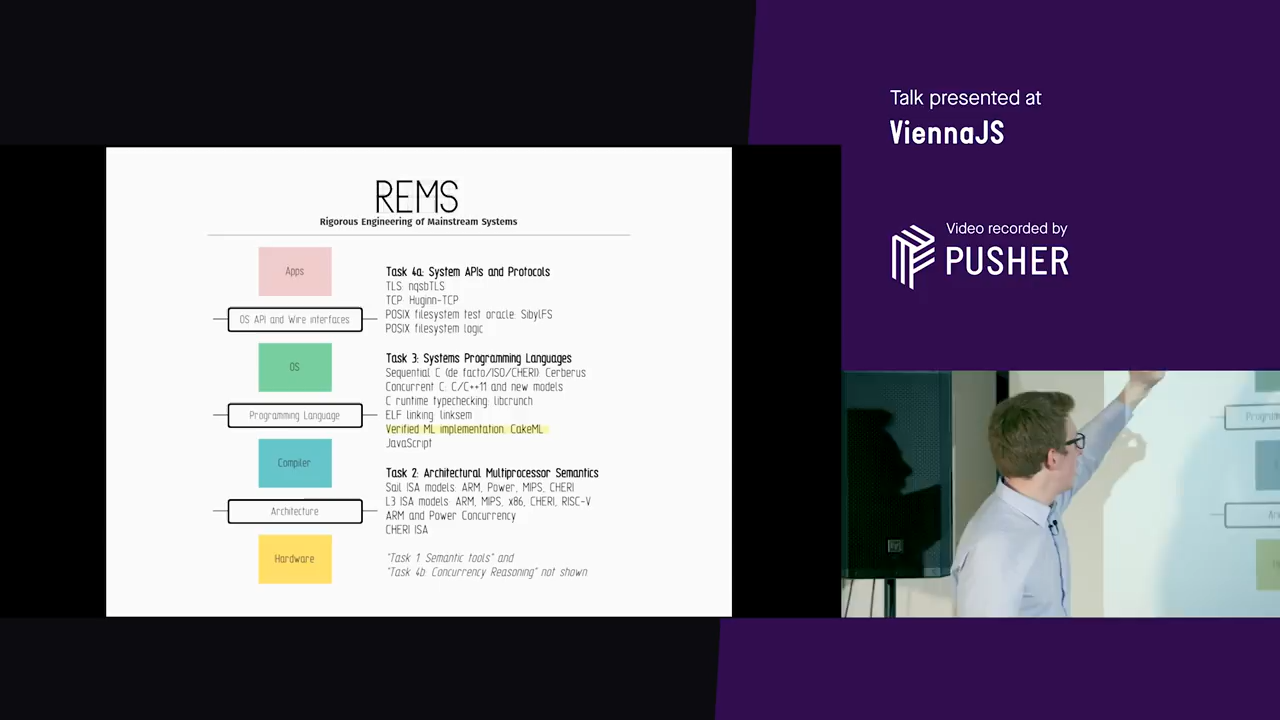 REMS
Rigorous Engineering of Mainstream Systems
Apps
OS API and Wire interfaces
OS
Programming Language
Compiler
Architecture
Hardware
Task 4a: System APIs and Protocols
TLS: nqsbTLS
TCP: Huginn-TCP
POSIX filesystem test oracle: SibylFS
POSIX filesystem logic
Task 3: Systems Programming Languages
Sequential C (de facto/ISO/CHERI): Cerberus
Concurrent C: C/C++11 and new models
C runtime typechecking: libcrunch
ELF linking: linksem
Verified ML implementation: CakeML
JavaScript
Task 2: Architectural Multiprocessor Semantics
Sail ISA models: ARM, Power, MIPS, CHERI
L3 ISA models: ARM, MIPS, x86, CHERI, RISC-V
ARM and Power Concurrency
CHERI ISA
"Task 1: Semantic tools" and
"Task 4b: Concurrency Reasoning" not shown
Talk presented at
ViennaJS
Video recorded by
PUSHER